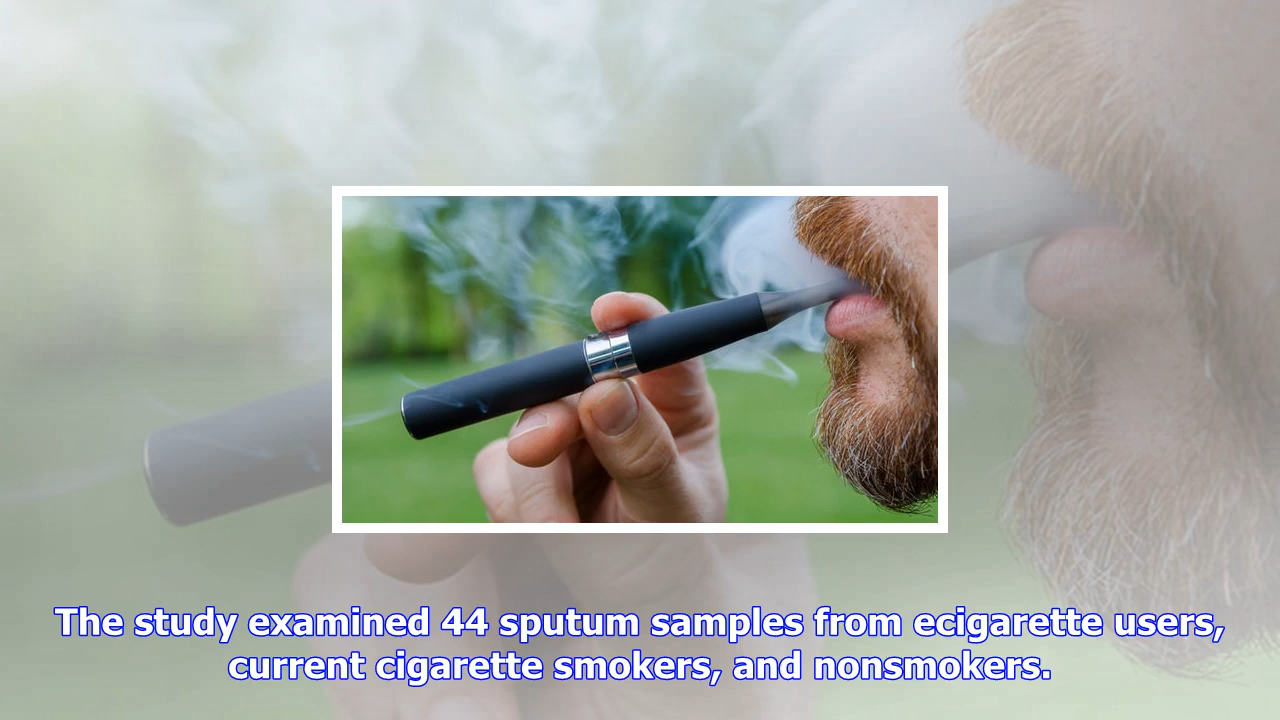 The study examined 44 sputum samples from ecigarette users,
current cigarette smokers, and nonsmokers.